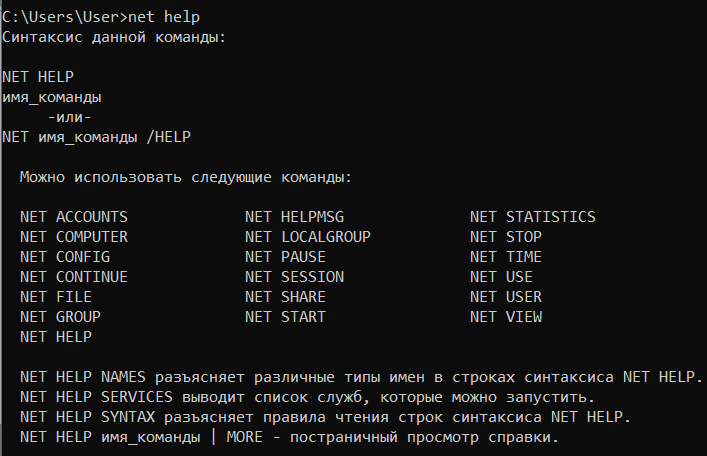 C:\Users\User>net help
Синтаксис данной команды:
NET HELP
имя_команды
-или-
NET имя_команды /HELP
Можно использовать следующие команды:
NET ACCOUNTS NET HELPMSG NET STATISTICS
NET COMPUTER NET LOCALGROUP NET STOP
NET CONFIG NET PAUSE NET TIME
NET CONTINUE NET SESSION NET USE
NET FILE NET SHARE NET USER
NET GROUP NET START NET VIEW
NET HELP
NET HELP NAMES разъясняет различные типы имен в строках синтаксиса NET HELP.
NET HELP SERVICES выводит список служб, которые можно запустить.
NET HELP SYNTAX разъясняет правила чтения строк синтаксиса NET HELP.
NET HELP имя_команды | MORE - постраничный просмотр справки.